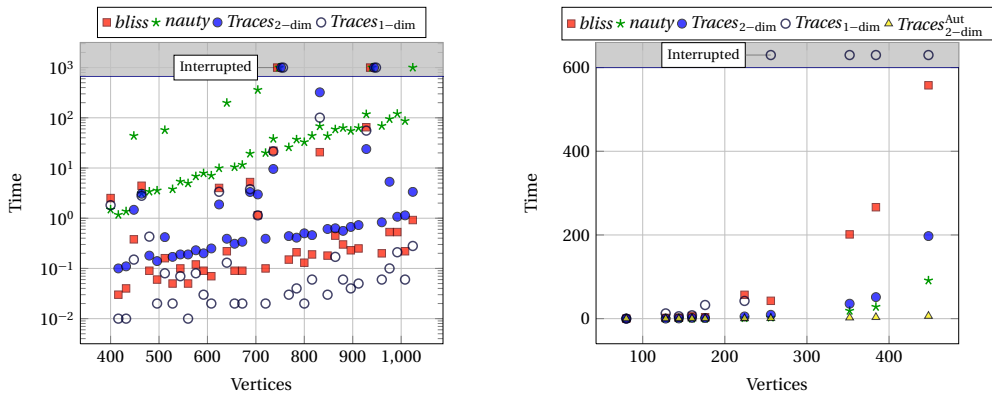 bliss nauty Traces2−dim Traces1−dim
Interrupted
10^3
10^2
10^1
10^0
10^−1
10^−2
Time
400 500 600 700 800 900 1,000
Vertices
bliss nauty Traces2−dim Traces1−dim Traces^Aut 2−dim
Interrupted
600
400
200
0
Time
100 200 300 400
Vertices